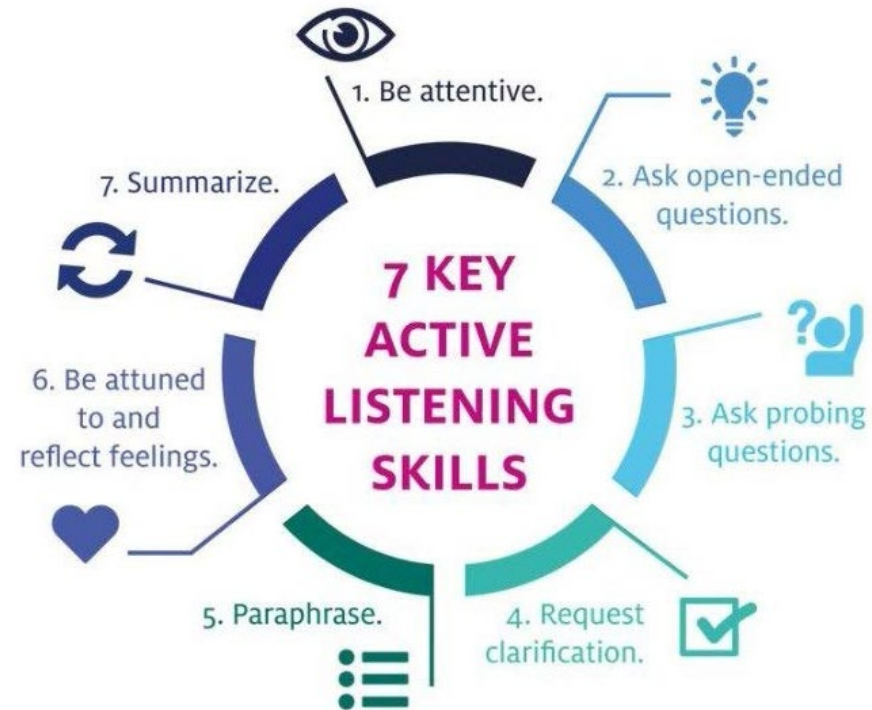 7 KEY
ACTIVE
LISTENING
SKILLS
1. Be attentive.
2. Ask open-ended
questions.
3. Ask probing
questions.
4. Request
clarification.
5. Paraphrase.
6. Be attuned
to and
reflect feelings.
7. Summarize.